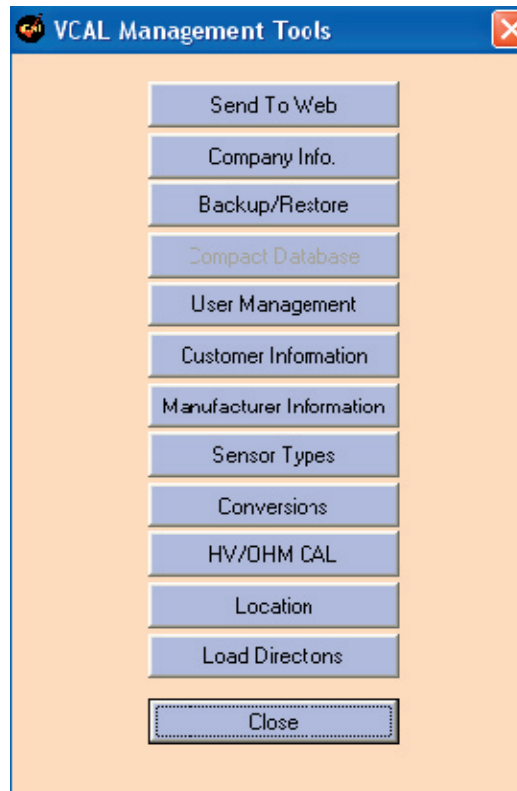 VCAL Management Tools
Send To Web
Company Info.
Backup/Restore
Compact Database
User Management
Customer Information
Manufacturer Information
Sensor Types
Conversions
HV/OHM CAL
Location
Load Directons
Close